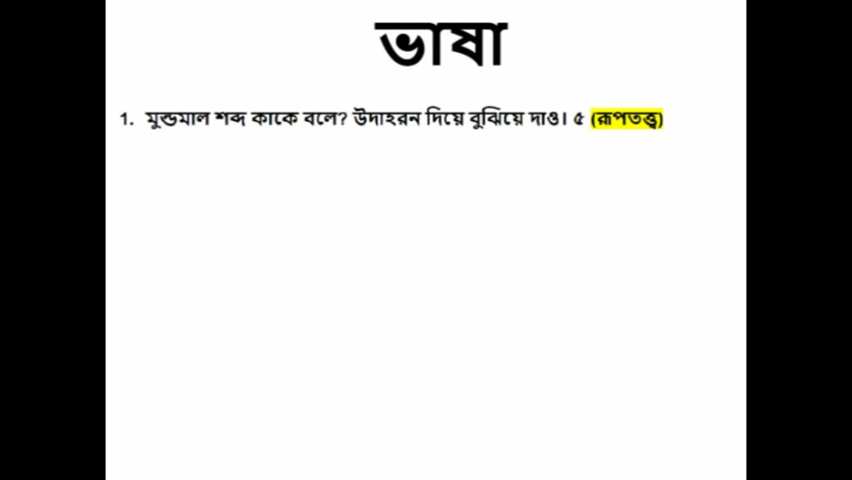 ভাষা
1. মুন্ডমাল শব্দ কাকে বলে? উদাহরন দিয়ে বুঝিয়ে দাও। ৫ (রূপতত্ত্ব)